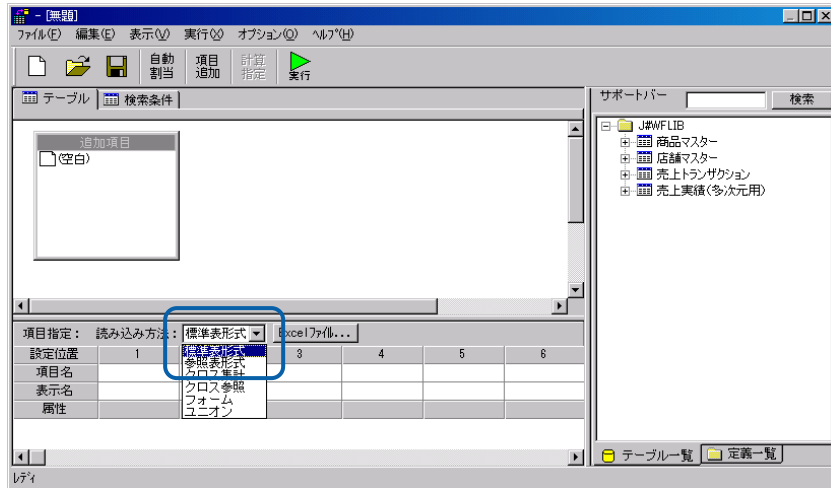 - [無題]
ﾌｧｲﾙ(F) 編集(E) 表示(V) 実行(X) オプション(O) ﾍﾙﾌﾟ(H)
自動割当 項目追加 計算指定 実行
テーブル 検索条件
追加項目
(空白)
サポートバー 検索
J#WFLIB
商品マスター
店舗マスター
売上トランザクション
売上実績(多次元用)
項目指定： 読み込み方法： 標準表形式 Excelﾌｧｲﾙ...
設定位置 1 3 4 5 6
項目名
表示名
属性
標準表形式
参照表形式
クロス集計
クロス参照
フォーム
ユニオン
テーブル一覧 定義一覧
ﾚﾃﾞｨ